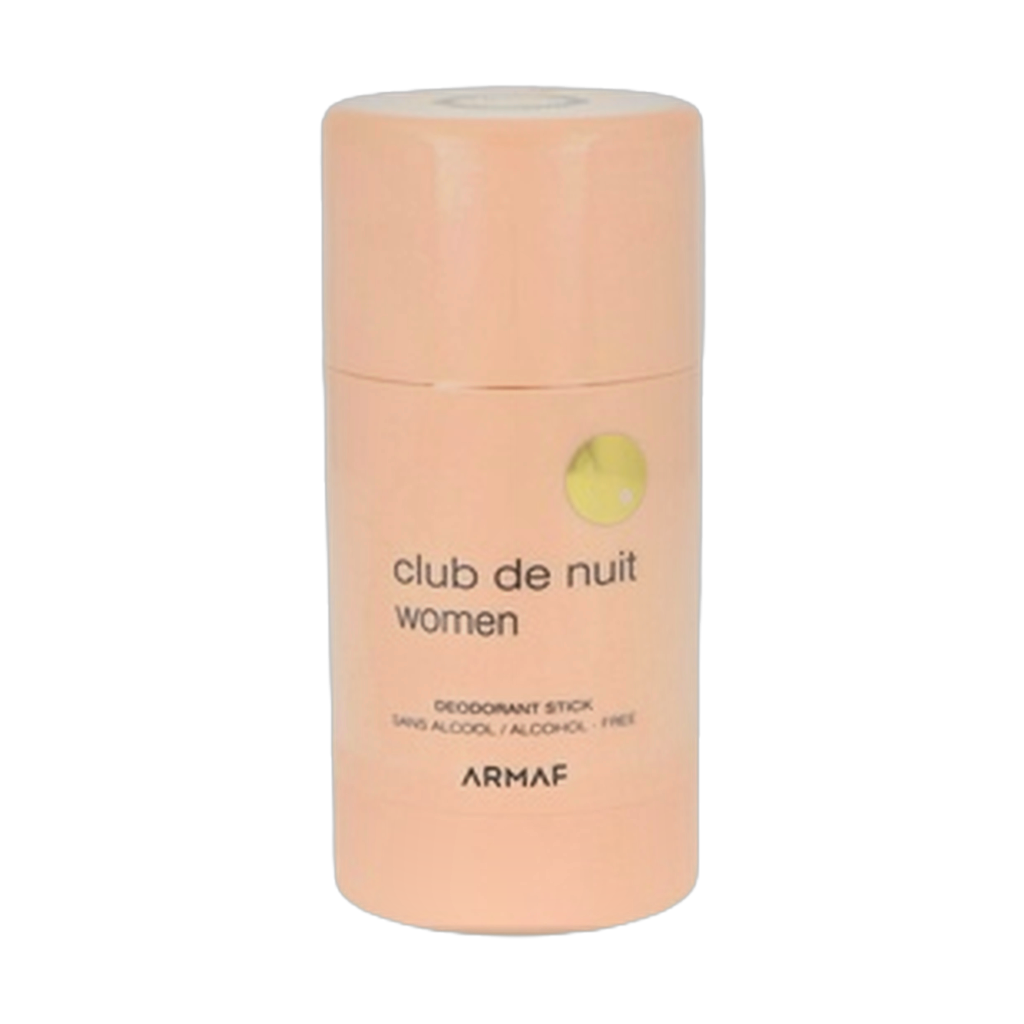 club de nuit
women
DEODORANT STICK
SANS ALCOOL / ALCOHOL - FREE
ARMAF